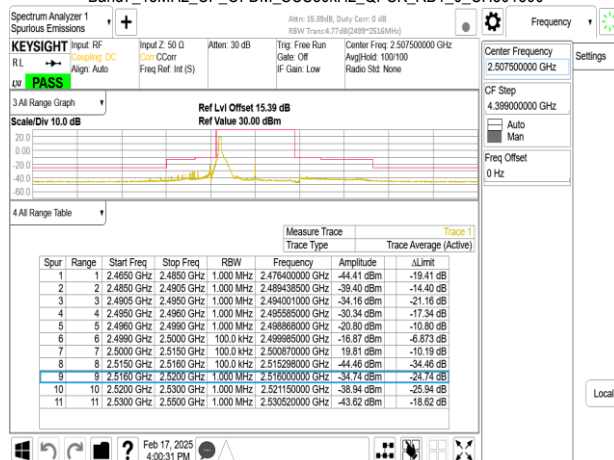 Spectrum Analyzer 1
Spurious Emissions
Attn: 15.39dB, Duty Corr: 0 dB
RBW Trans:4.77dB(2499~2516MHz)
Frequency
KEYSIGHT Input: RF Input Z: 50 Ω Atten: 30 dB Trig: Free Run Center Freq: 2.507500000 GHz
RL Coupling: DC Corr CCorr Gate: Off Avg|Hold: 100/100
Align: Auto Freq Ref: Int (S) IF Gain: Low Radio Std: None
LXI PASS
Center Frequency
2.507500000 GHz
Settings
CF Step
4.399000000 GHz
Auto
Man
Freq Offset
0 Hz
3 All Range Graph
Ref Lvl Offset 15.39 dB
Scale/Div 10.0 dB Ref Value 30.00 dBm
20.0
0.00
-20.0
-40.0
-60.0
4 All Range Table
Measure Trace Trace 1
Trace Type Trace Average (Active)
Spur Range Start Freq Stop Freq RBW Frequency Amplitude ΔLimit
1 1 2.4650 GHz 2.4850 GHz 1.000 MHz 2.476400000 GHz -44.41 dBm -19.41 dB
2 2 2.4850 GHz 2.4905 GHz 1.000 MHz 2.489438500 GHz -39.40 dBm -14.40 dB
3 3 2.4905 GHz 2.4950 GHz 1.000 MHz 2.494001000 GHz -34.16 dBm -21.16 dB
4 4 2.4950 GHz 2.4960 GHz 1.000 MHz 2.495585000 GHz -30.34 dBm -17.34 dB
5 5 2.4960 GHz 2.4990 GHz 1.000 MHz 2.498868000 GHz -20.80 dBm -10.80 dB
6 6 2.4990 GHz 2.5000 GHz 100.0 kHz 2.499985000 GHz -16.87 dBm -6.873 dB
7 7 2.5000 GHz 2.5150 GHz 100.0 kHz 2.500870000 GHz 19.81 dBm -10.19 dB
8 8 2.5150 GHz 2.5160 GHz 100.0 kHz 2.515298000 GHz -44.46 dBm -34.46 dB
9 9 2.5160 GHz 2.5200 GHz 1.000 MHz 2.516000000 GHz -34.74 dBm -24.74 dB
10 10 2.5200 GHz 2.5300 GHz 1.000 MHz 2.521150000 GHz -38.94 dBm -25.94 dB
11 11 2.5300 GHz 2.5500 GHz 1.000 MHz 2.530520000 GHz -43.62 dBm -18.62 dB
Local
Feb 17, 2025
4:00:31 PM